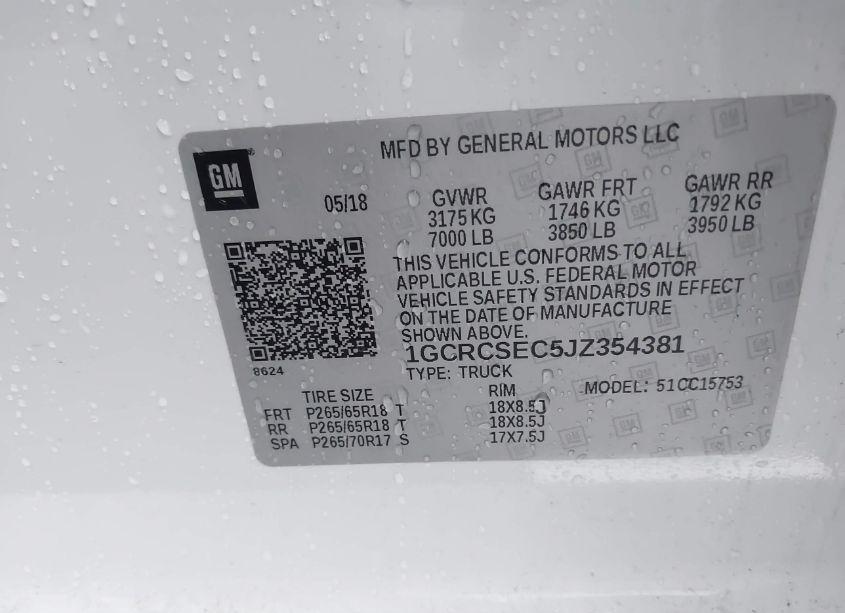 GM
MFD BY GENERAL MOTORS LLC
05/18
GVWR GAWR FRT GAWR RR
3175 KG 1746 KG 1792 KG
7000 LB 3850 LB 3950 LB
THIS VEHICLE CONFORMS TO ALL
APPLICABLE U.S. FEDERAL MOTOR
VEHICLE SAFETY STANDARDS IN EFFECT
ON THE DATE OF MANUFACTURE
SHOWN ABOVE.
1GCRCSEC5JZ354381
8624
TYPE: TRUCK
TIRE SIZE RIM MODEL: 51CC15753
FRT P265/65R18 T 18X8.5J
RR P265/65R18 T 18X8.5J
SPA P265/70R17 S 17X7.5J